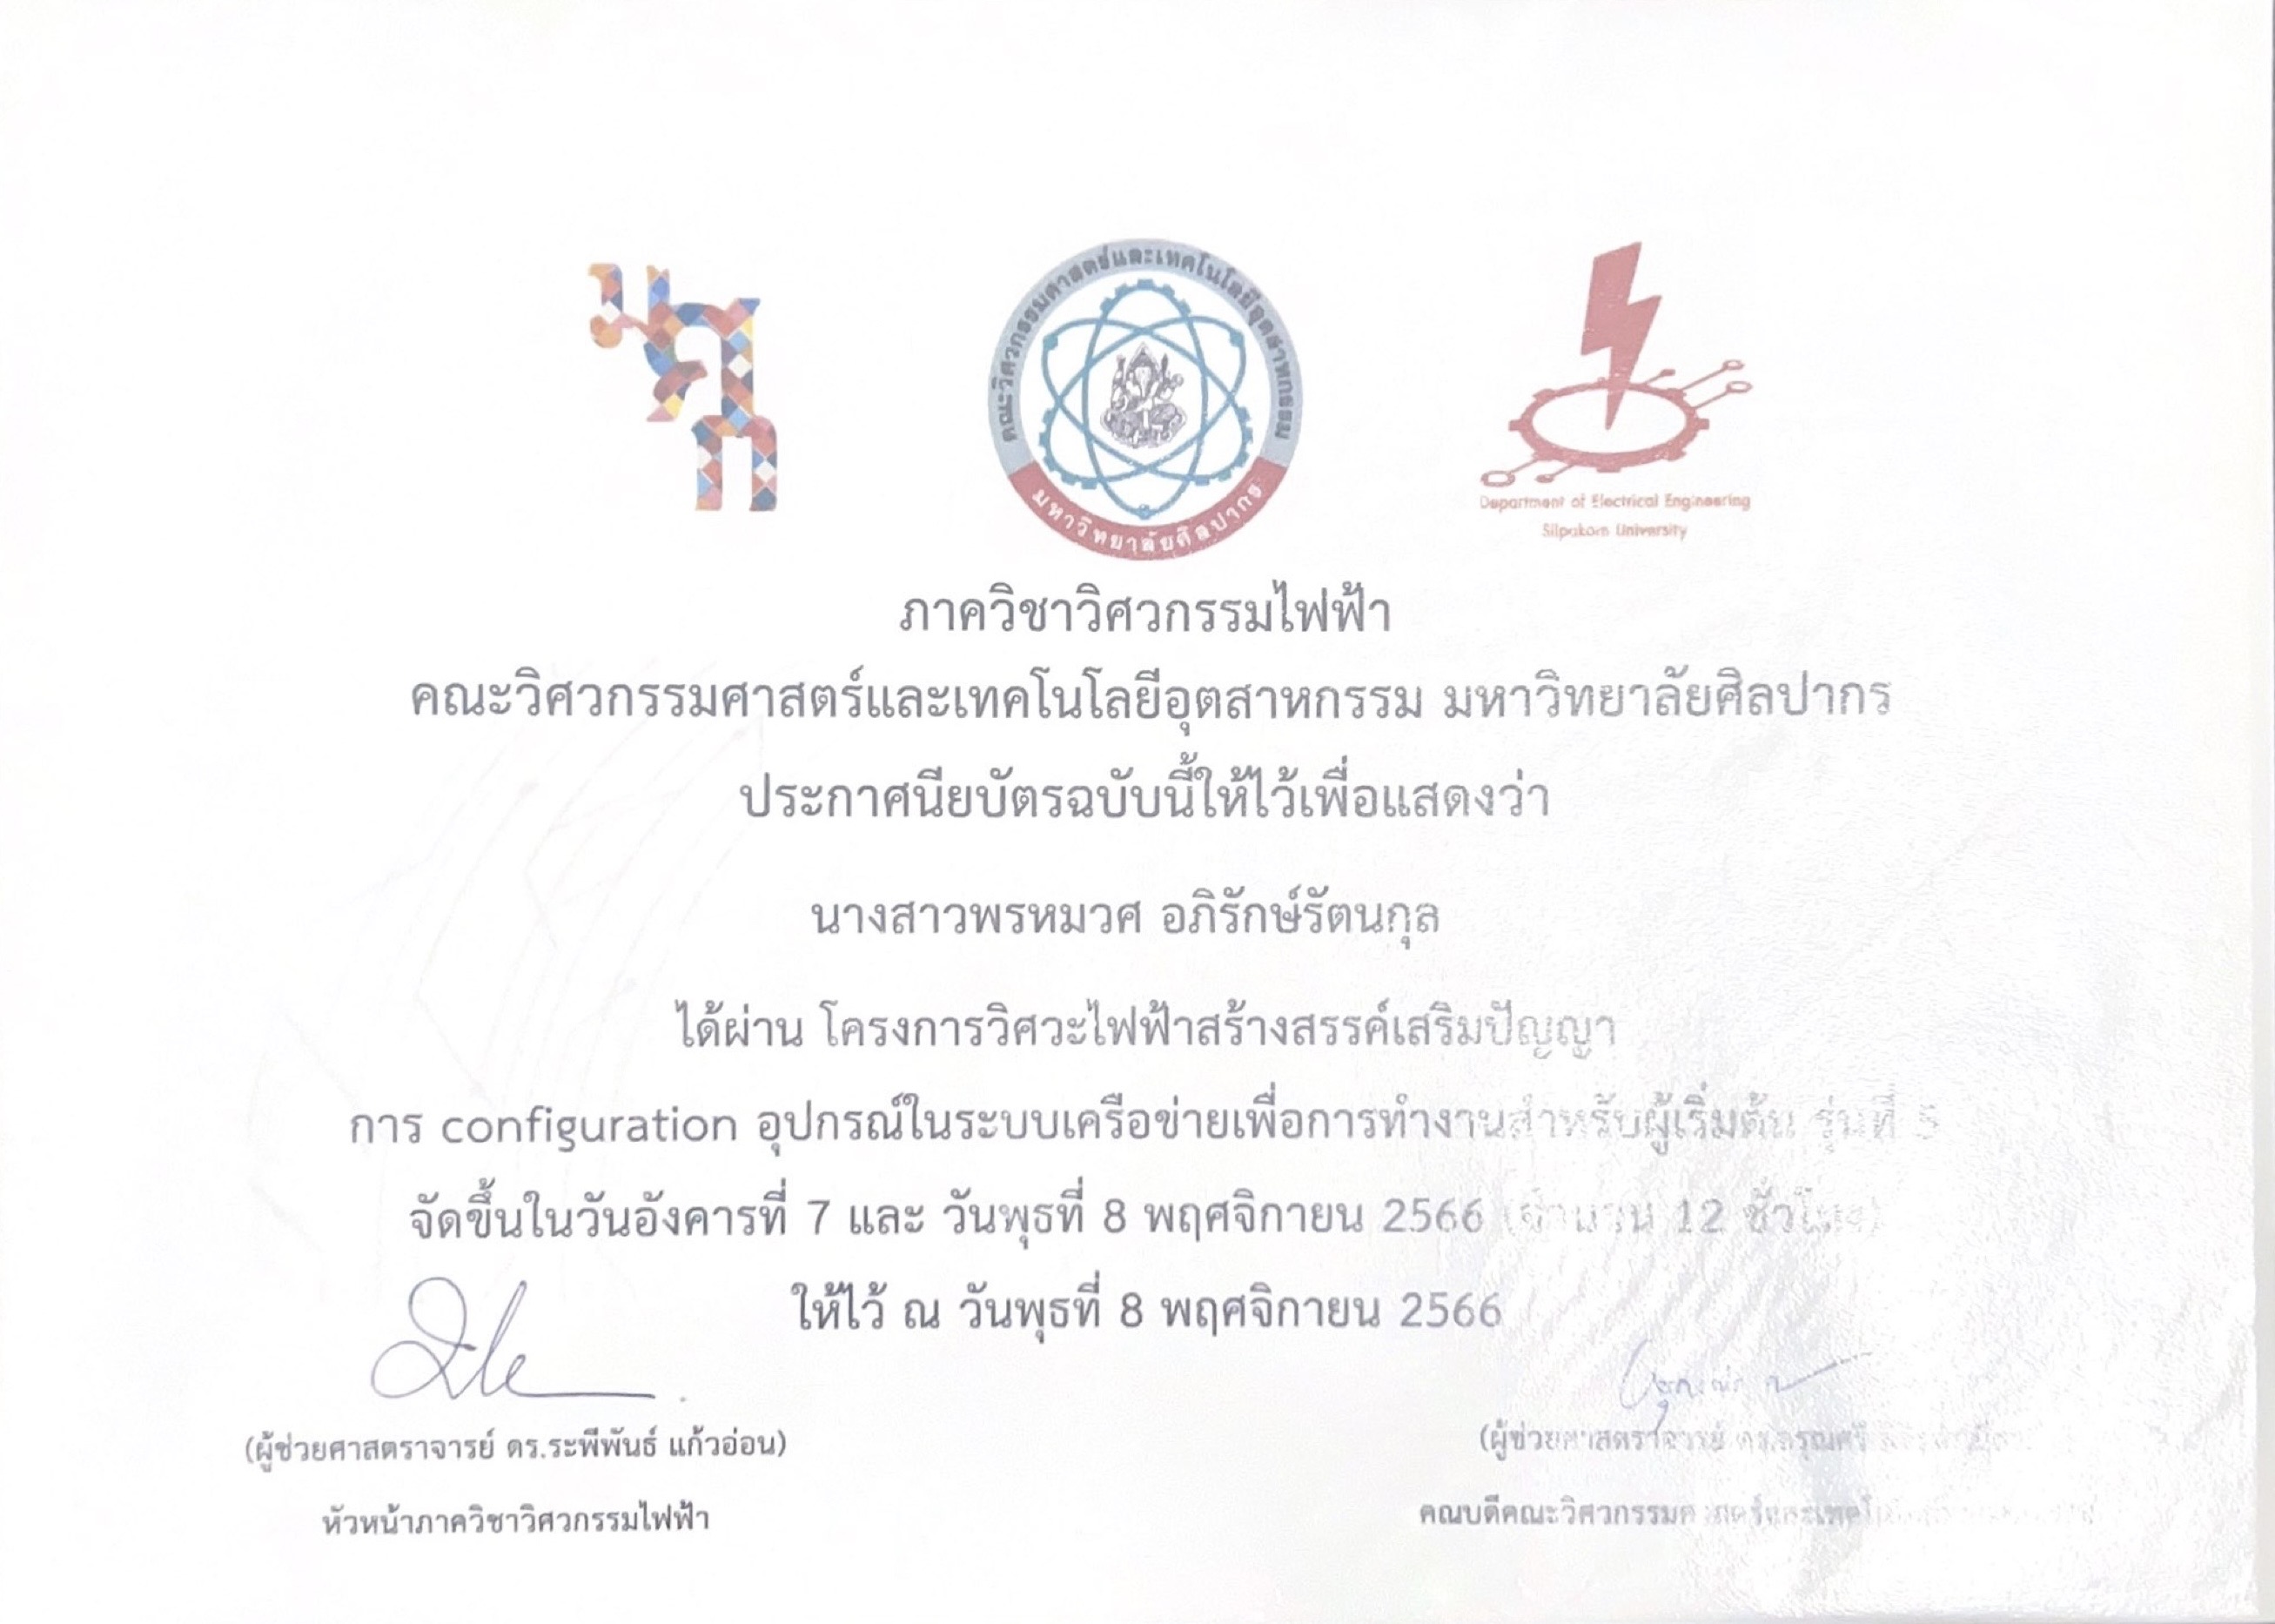 มศก
คณะวิศวกรรมศาสตร์และเทคโนโลยีอุตสาหกรรม
มหาวิทยาลัยศิลปากร
Department of Electrical Engineering
Silpakorn University
ภาควิชาวิศวกรรมไฟฟ้า
คณะวิศวกรรมศาสตร์และเทคโนโลยีอุตสาหกรรม มหาวิทยาลัยศิลปากร
ประกาศนียบัตรฉบับนี้ให้ไว้เพื่อแสดงว่า
นางสาวพรหมวศ อภิรักษ์รัตนกุล
ได้ผ่าน โครงการวิศวะไฟฟ้าสร้างสรรค์เสริมปัญญา
การ configuration อุปกรณ์ในระบบเครือข่ายเพื่อการทำงานสำหรับผู้เริ่มต้น รุ่นที่ 5
จัดขึ้นในวันอังคารที่ 7 และ วันพุธที่ 8 พฤศจิกายน 2566 (จำนวน 12 ชั่วโมง)
ให้ไว้ ณ วันพุธที่ 8 พฤศจิกายน 2566
(ผู้ช่วยศาสตราจารย์ ดร.ระพีพันธ์ แก้วอ่อน)
หัวหน้าภาควิชาวิศวกรรมไฟฟ้า
(ผู้ช่วยศาสตราจารย์ ดร.อรุณศรี
คณบดีคณะวิศวกรรมศาสตร์และเทคโนโลยีอุตสาหกรรม